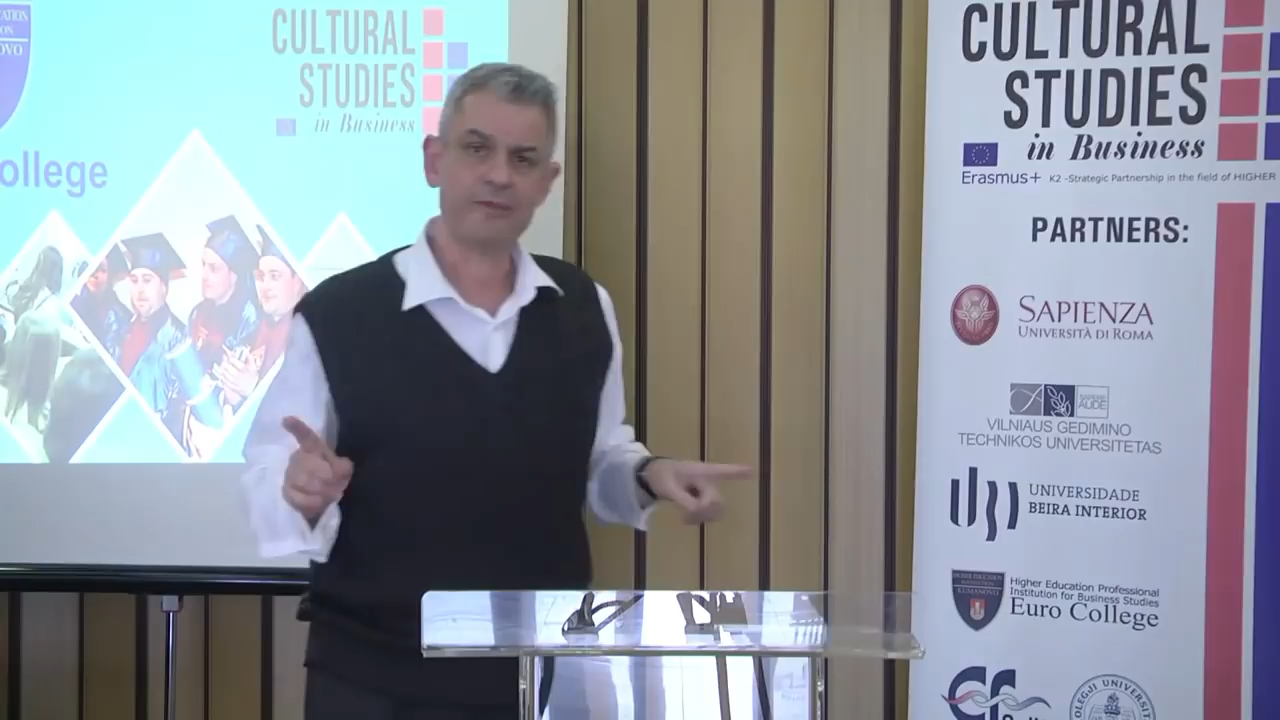 CULTURAL
STUDIES
in Business
ollege
CULTURAL
STUDIES
in Business
Erasmus+ K2 -Strategic Partnership in the field of HIGHER
PARTNERS:
SAPIENZA
UNIVERSITÀ DI ROMA
SAPERE
AUDE
VILNIAUS GEDIMINO
TECHNIKOS UNIVERSITETAS
UNIVERSIDADE
BEIRA INTERIOR
KUMANOVO
Higher Education Professional
Institution for Business Studies
Euro College